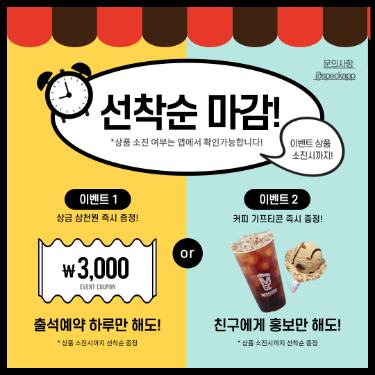 문의사항
@speckapp
선착순 마감!
*상품 소진 여부는 앱에서 확인가능합니다!
이벤트 상품
소진시까지!
이벤트 1
상금 삼천원 즉시 증정!
₩3,000
EVENT COUPON
출석예약 하루만 해도!
* 상품 소진시까지 선착순 증정
or
이벤트 2
커피 기프티콘 즉시 증정!
친구에게 홍보만 해도!
* 상품 소진시까지 선착순 증정